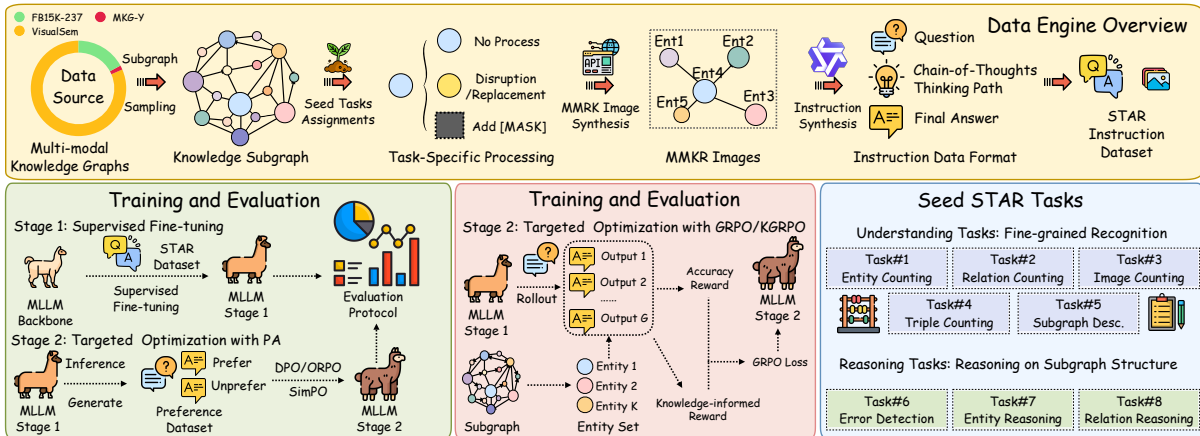 FB15K-237
MKG-Y
VisualSem
Data
Source
Multi-modal
Knowledge Graphs
Subgraph
Sampling
Knowledge Subgraph
Seed Tasks
Assignments
No Process
Disruption
/Replacement
Add [MASK]
Task-Specific Processing
API
MMRK Image
Synthesis
Ent1
Ent2
Ent4
Ent5
Ent3
MMKR Images
Instruction
Synthesis
Data Engine Overview
Question
Chain-of-Thoughts
Thinking Path
A
Final Answer
Instruction Data Format
Q
A
STAR
Instruction
Dataset
Training and Evaluation
Stage 1: Supervised Fine-tuning
MLLM
Backbone
Q
A
STAR
Dataset
Supervised
Fine-tuning
MLLM
Stage 1
Evaluation
Protocol
Stage 2: Targeted Optimization with PA
MLLM
Stage 1
Inference
Generate
A
Prefer
A
Unprefer
Preference
Dataset
DPO/ORPO
SimPO
MLLM
Stage 2
Training and Evaluation
Stage 2: Targeted Optimization with GRPO/KGRPO
MLLM
Stage 1
Rollout
A
Output 1
A
Output 2
......
A
Output G
Accuracy
Reward
MLLM
Stage 2
GRPO Loss
Subgraph
Entity 1
Entity 2
Entity K
Entity Set
Knowledge-informed
Reward
Seed STAR Tasks
Understanding Tasks: Fine-grained Recognition
Task#1
Entity Counting
Task#2
Relation Counting
Task#3
Image Counting
Task#4
Triple Counting
Task#5
Subgraph Desc.
Reasoning Tasks: Reasoning on Subgraph Structure
Task#6
Error Detection
Task#7
Entity Reasoning
Task#8
Relation Reasoning